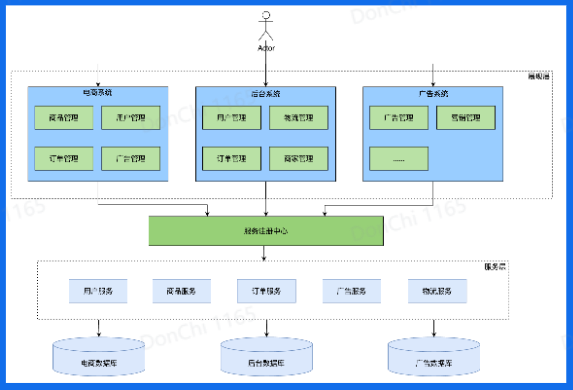 DonChi 1165
Actor
展现层
电商系统
后台系统
广告系统
商品管理
用户管理
用户管理
物流管理
广告管理
营销管理
订单管理
广告管理
订单管理
商家管理
......
服务注册中心
服务层
用户服务
商品服务
订单服务
广告服务
物流服务
电商数据库
后台数据库
广告数据库